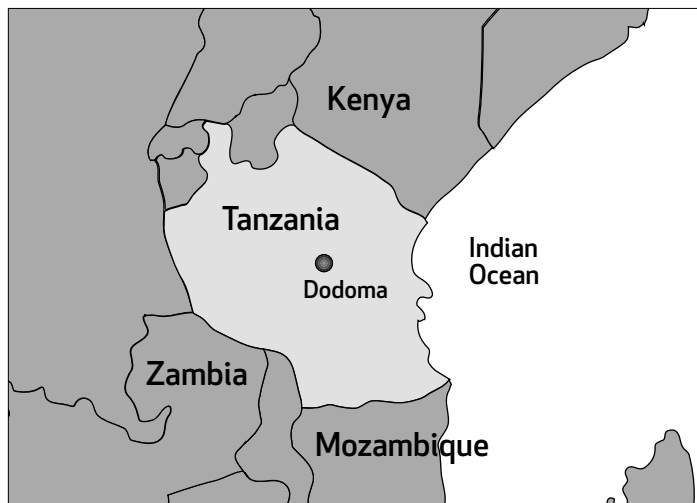 Kenya
Tanzania
Indian
Ocean
Dodoma
Zambia
Mozambique